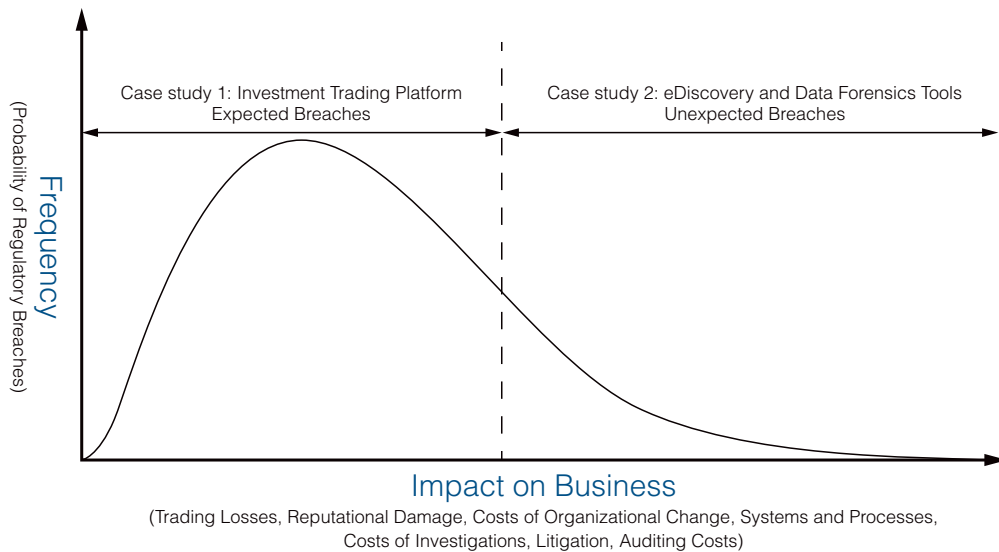 Case study 1: Investment Trading Platform
Expected Breaches
Case study 2: eDiscovery and Data Forensics Tools
Unexpected Breaches
Frequency
(Probability of Regulatory Breaches)
Impact on Business
(Trading Losses, Reputational Damage, Costs of Organizational Change, Systems and Processes,
Costs of Investigations, Litigation, Auditing Costs)